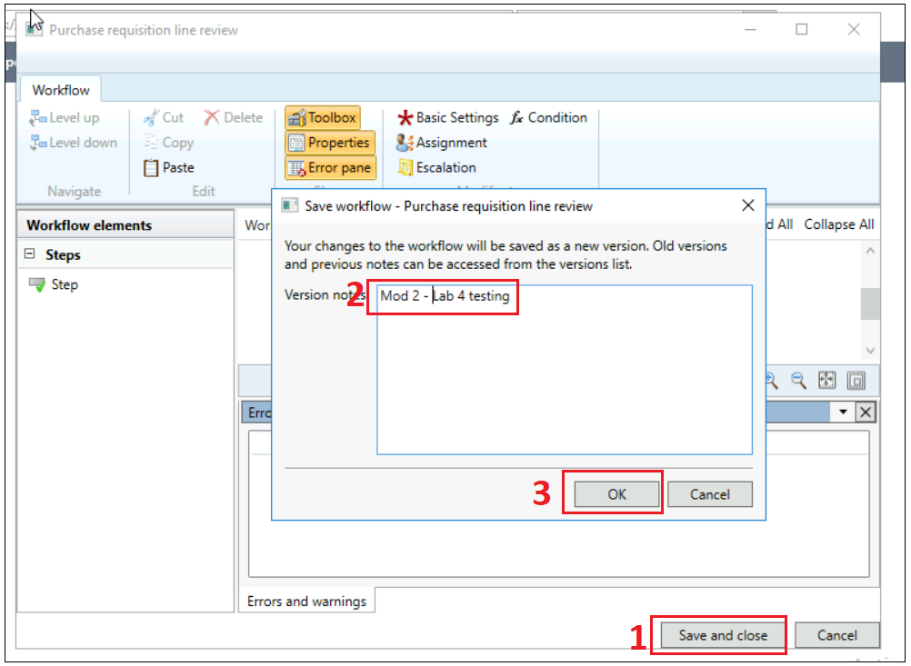 Purchase requisition line review
Workflow
Level up
Level down
Navigate
Cut
Delete
Copy
Paste
Edit
Toolbox
Properties
Error pane
Basic Settings
Condition
Assignment
Escalation
Workflow elements
Steps
Step
d All Collapse All
Save workflow - Purchase requisition line review
Your changes to the workflow will be saved as a new version. Old versions
and previous notes can be accessed from the versions list.
Version notes
2
Mod 2 - Lab 4 testing
3
OK
Cancel
Errors and warnings
1
Save and close
Cancel